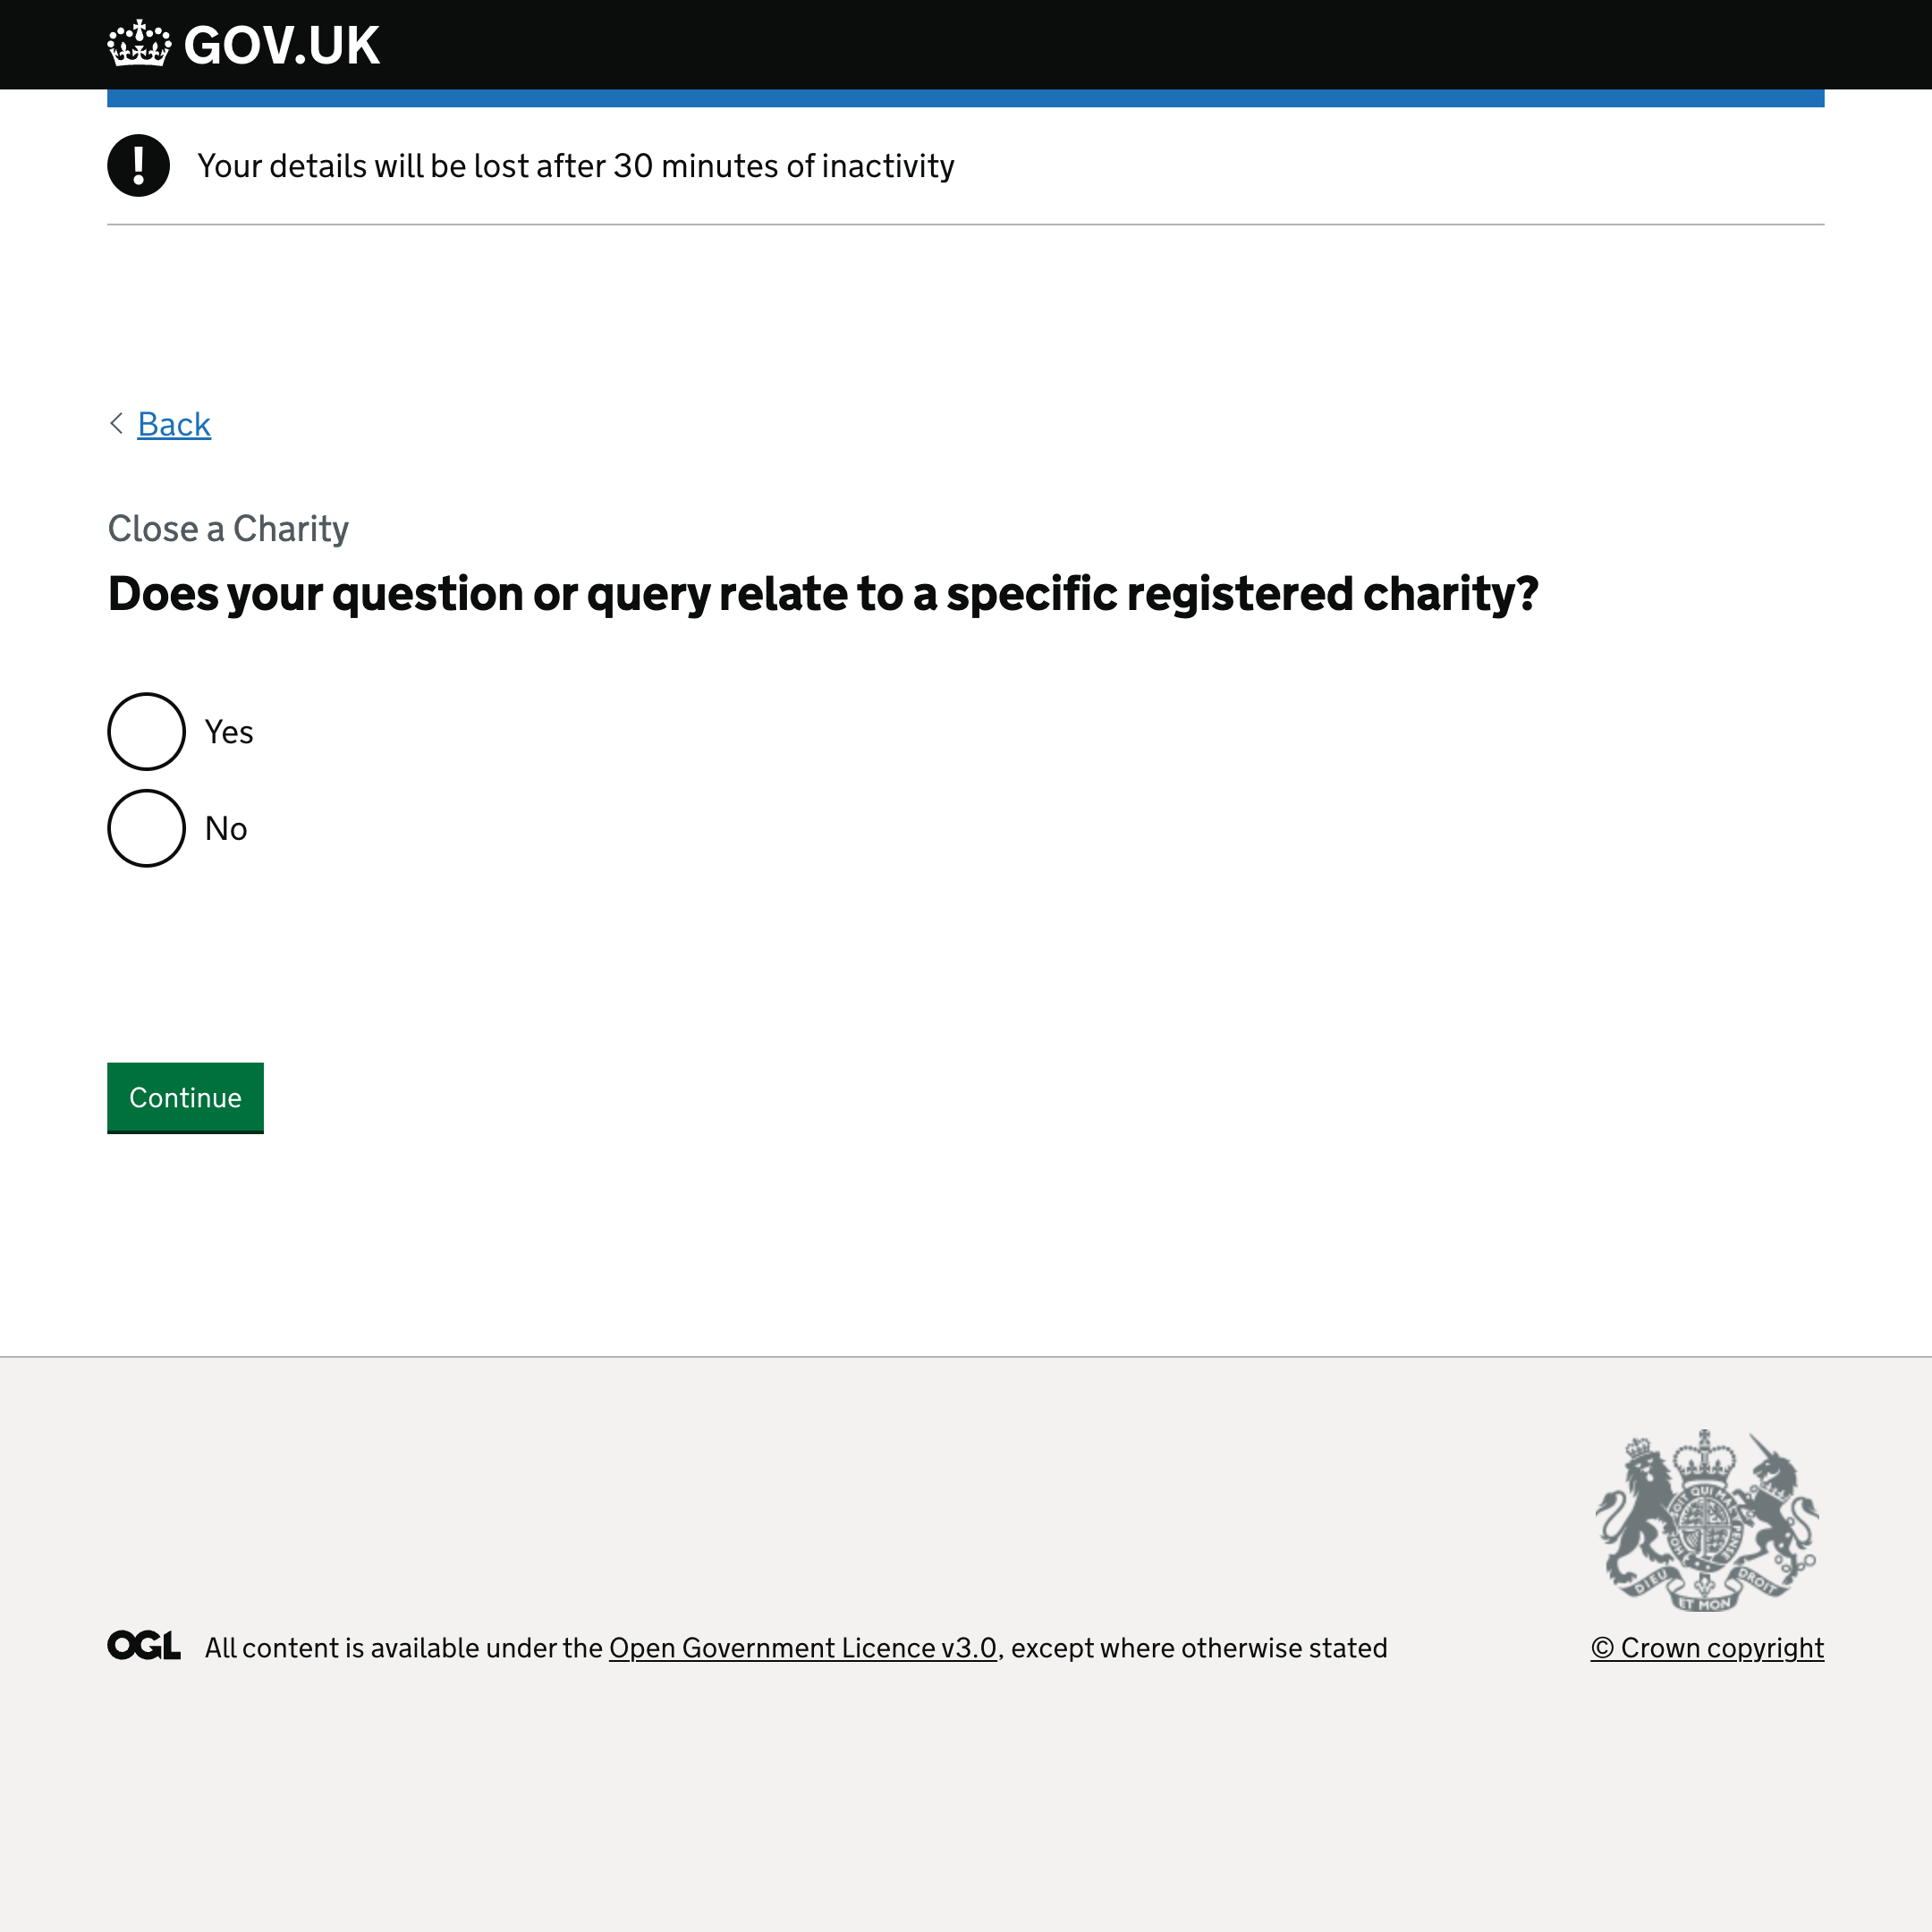 GOV.UK
! Your details will be lost after 30 minutes of inactivity
Back
Close a Charity
Does your question or query relate to a specific registered charity?
Yes
No
Continue
DIEU ET MON DROIT
OGL All content is available under the Open Government Licence v3.0, except where otherwise stated
© Crown copyright